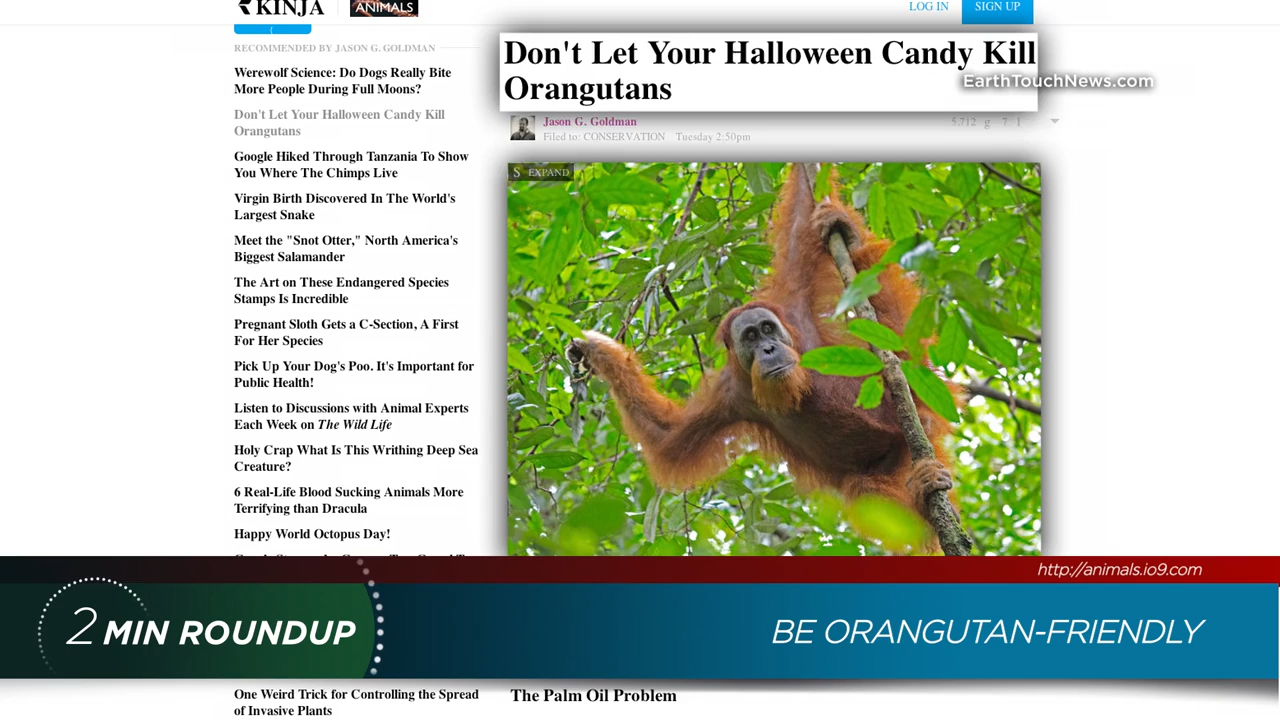 KINJA
ANIMALS
LOG IN
SIGN UP
RECOMMENDED BY JASON G. GOLDMAN
Werewolf Science: Do Dogs Really Bite
More People During Full Moons?
Don't Let Your Halloween Candy Kill
Orangutans
Google Hiked Through Tanzania To Show
You Where The Chimps Live
Virgin Birth Discovered In The World's
Largest Snake
Meet the "Snot Otter," North America's
Biggest Salamander
The Art on These Endangered Species
Stamps Is Incredible
Pregnant Sloth Gets a C-Section, A First
For Her Species
Pick Up Your Dog's Poo. It's Important for
Public Health!
Listen to Discussions with Animal Experts
Each Week on The Wild Life
Holy Crap What Is This Writhing Deep Sea
Creature?
6 Real-Life Blood Sucking Animals More
Terrifying than Dracula
Happy World Octopus Day!
One Weird Trick for Controlling the Spread
of Invasive Plants
Don't Let Your Halloween Candy Kill
Orangutans
EarthTouchNews.com
Jason G. Goldman
5,712 g 7 1
Filed to: CONSERVATION Tuesday 2:50pm
S EXPAND
http://animals.io9.com
2 MIN ROUNDUP
BE ORANGUTAN-FRIENDLY
The Palm Oil Problem